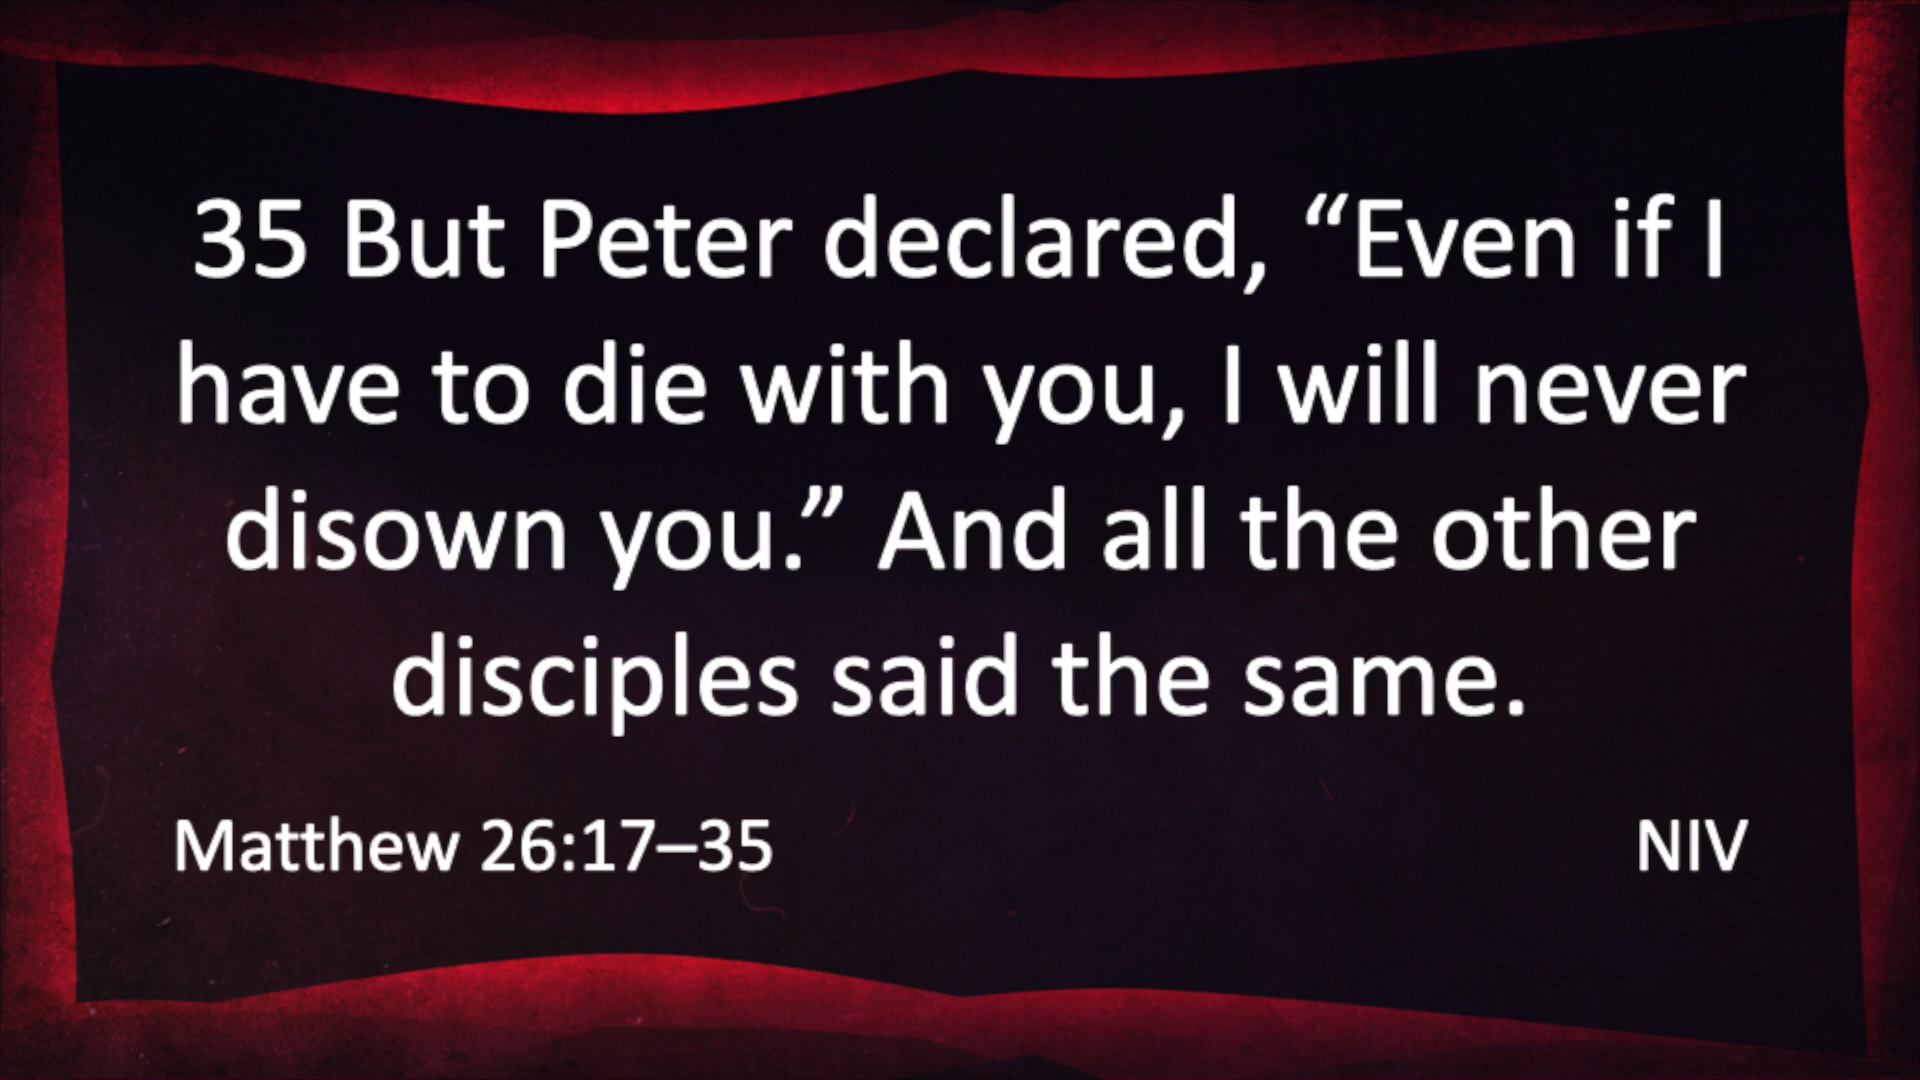 35 But Peter declared, “Even if I
have to die with you, I will never
disown you.” And all the other
disciples said the same.
Matthew 26:17–35 NIV